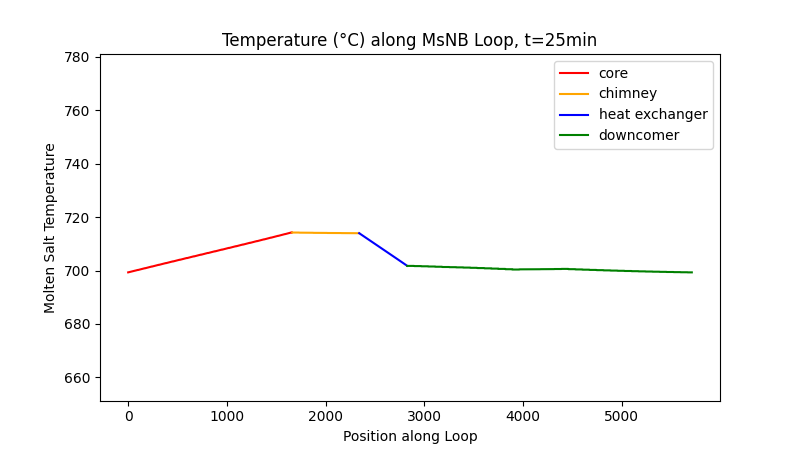 Temperature (°C) along MsNB Loop, t=25min
780
760
740
720
700
680
660
Molten Salt Temperature
core
chimney
heat exchanger
downcomer
0 1000 2000 3000 4000 5000
Position along Loop